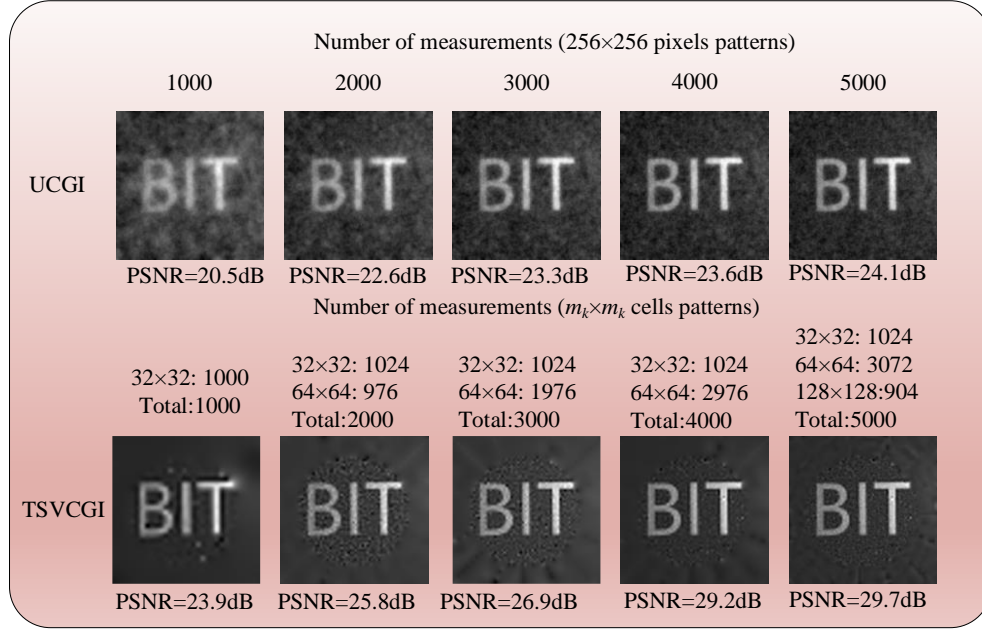 Number of measurements (256×256 pixels patterns)
1000 2000 3000 4000 5000
UCGI
BIT BIT BIT BIT BIT
PSNR=20.5dB PSNR=22.6dB PSNR=23.3dB PSNR=23.6dB PSNR=24.1dB
Number of measurements (mₖ×mₖ cells patterns)
32×32: 1000
Total:1000
32×32: 1024
64×64: 976
Total:2000
32×32: 1024
64×64: 1976
Total:3000
32×32: 1024
64×64: 2976
Total:4000
32×32: 1024
64×64: 3072
128×128:904
Total:5000
TSVCGI
BIT BIT BIT BIT BIT
PSNR=23.9dB PSNR=25.8dB PSNR=26.9dB PSNR=29.2dB PSNR=29.7dB